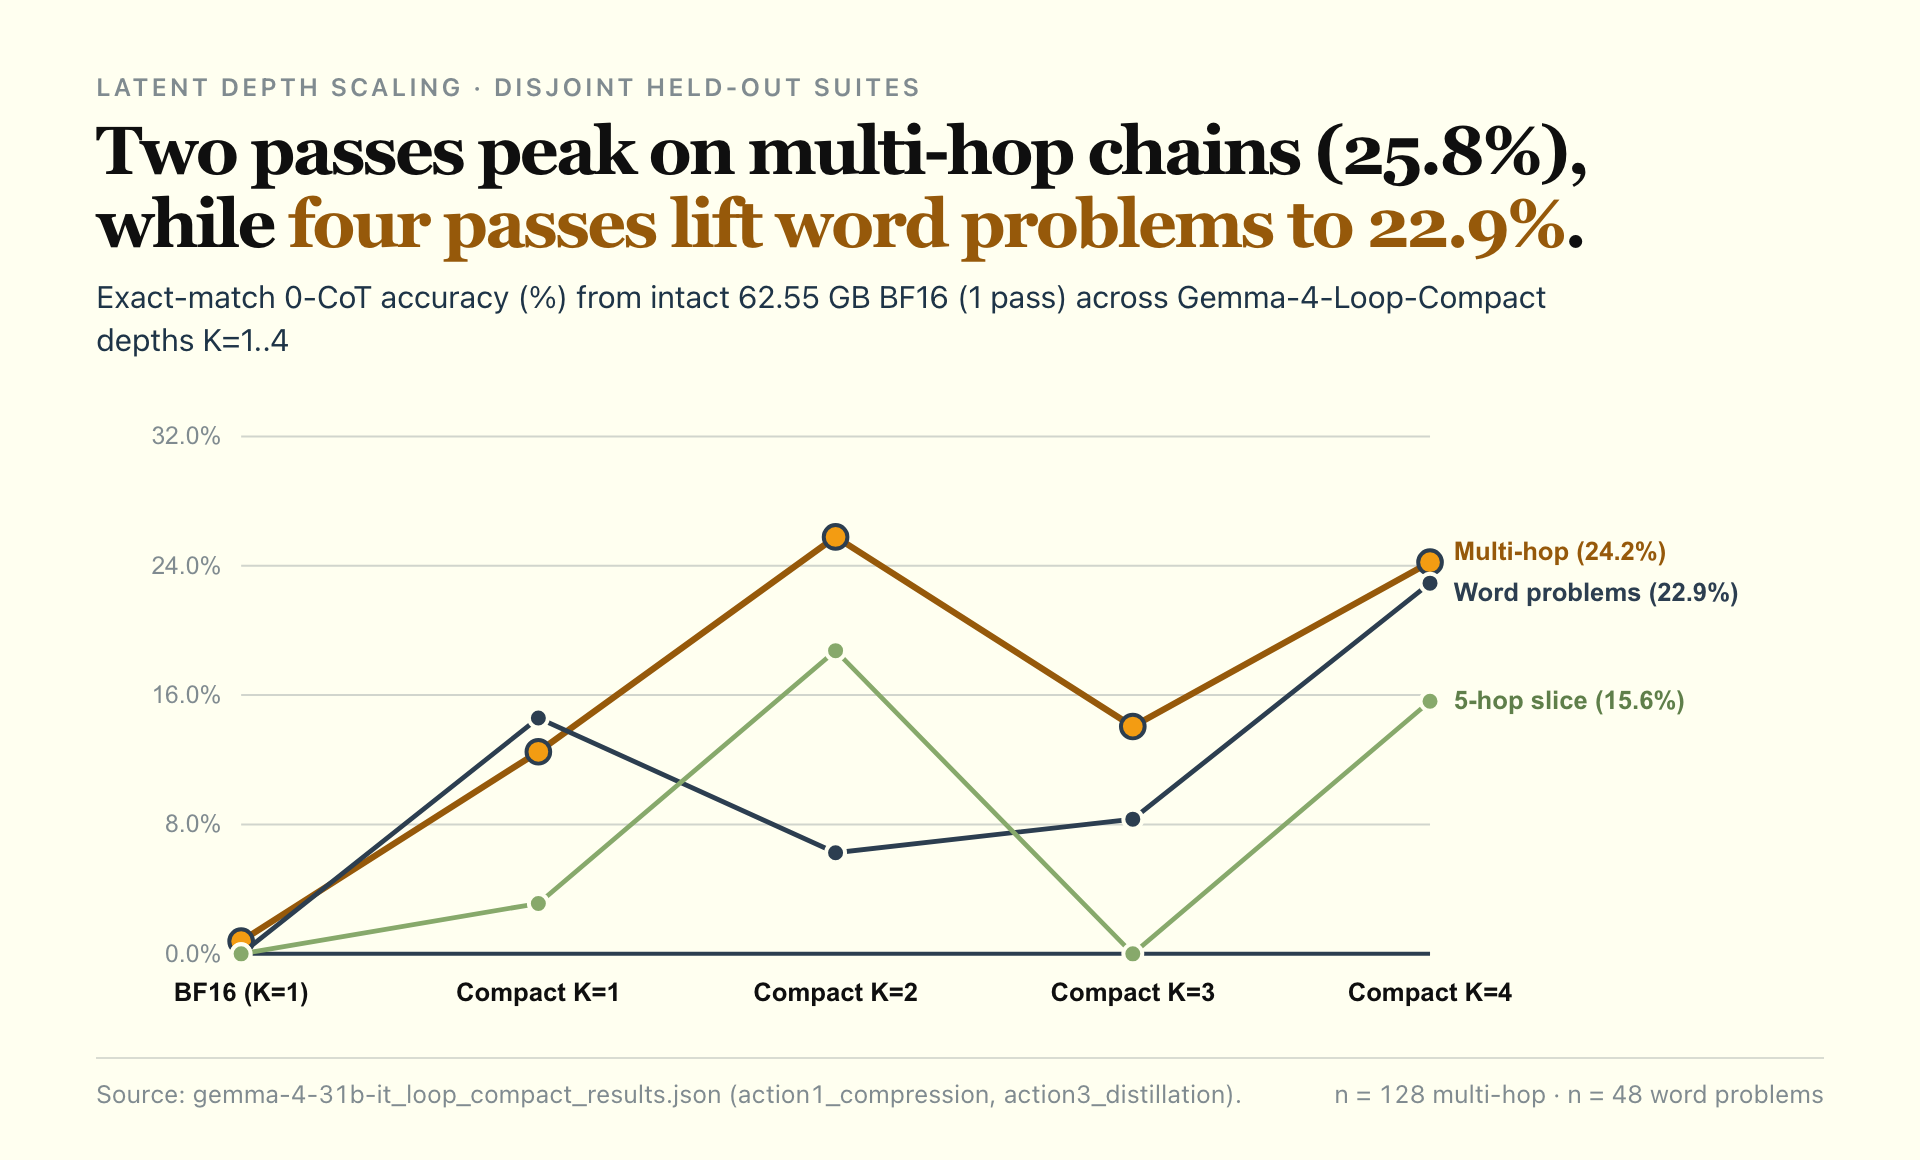 LATENT DEPTH SCALING · DISJOINT HELD-OUT SUITES
Two passes peak on multi-hop chains (25.8%),
while four passes lift word problems to 22.9%.
Exact-match 0-CoT accuracy (%) from intact 62.55 GB BF16 (1 pass) across Gemma-4-Loop-Compact
depths K=1..4
32.0%
24.0%
16.0%
8.0%
0.0%
Multi-hop (24.2%)
Word problems (22.9%)
5-hop slice (15.6%)
BF16 (K=1)
Compact K=1
Compact K=2
Compact K=3
Compact K=4
Source: gemma-4-31b-it_loop_compact_results.json (action1_compression, action3_distillation).
n = 128 multi-hop · n = 48 word problems